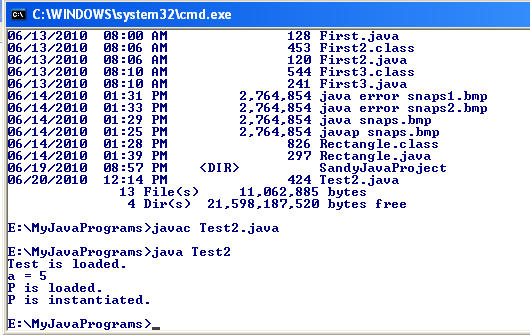 C:\WINDOWS\system32\cmd.exe
06/13/2010 08:00 AM 128 First.java
06/13/2010 08:06 AM 453 First2.class
06/13/2010 08:06 AM 120 First2.java
06/13/2010 08:10 AM 544 First3.class
06/13/2010 08:10 AM 241 First3.java
06/14/2010 01:31 PM 2,764,854 java error snaps1.bmp
06/14/2010 01:33 PM 2,764,854 java error snaps2.bmp
06/14/2010 01:29 PM 2,764,854 java snaps.bmp
06/14/2010 01:25 PM 2,764,854 javap snaps.bmp
06/14/2010 01:28 PM 826 Rectangle.class
06/14/2010 01:39 PM 297 Rectangle.java
06/19/2010 08:57 PM <DIR> SandyJavaProject
06/20/2010 12:14 PM 424 Test2.java
13 File(s) 11,062,885 bytes
4 Dir(s) 21,598,187,520 bytes free
E:\MyJavaPrograms>javac Test2.java
E:\MyJavaPrograms>java Test2
Test is loaded.
a = 5
P is loaded.
P is instantiated.
E:\MyJavaPrograms>_